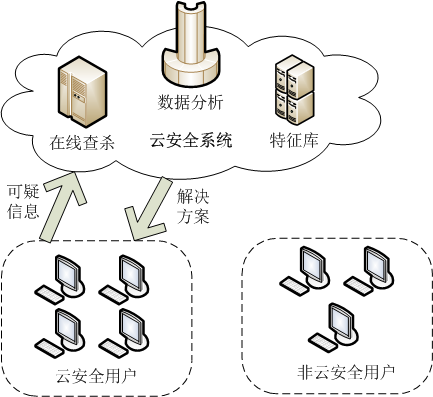 数据分析
在线查杀
云安全系统
特征库
可疑
信息
解决
方案
云安全用户
非云安全用户